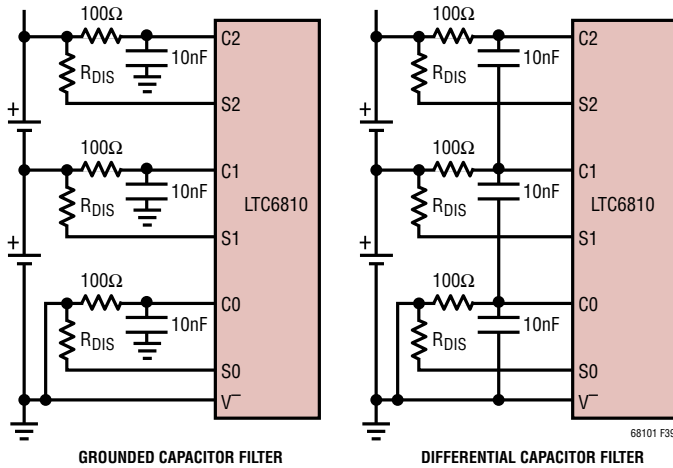 100Ω
C2
10nF
RDIS
S2
+
100Ω
C1
10nF
LTC6810
RDIS
S1
+
100Ω
C0
10nF
RDIS
S0
V–
GROUNDED CAPACITOR FILTER
100Ω
C2
10nF
RDIS
S2
+
100Ω
C1
10nF
LTC6810
RDIS
S1
+
100Ω
C0
10nF
RDIS
S0
V–
68101 F39
DIFFERENTIAL CAPACITOR FILTER